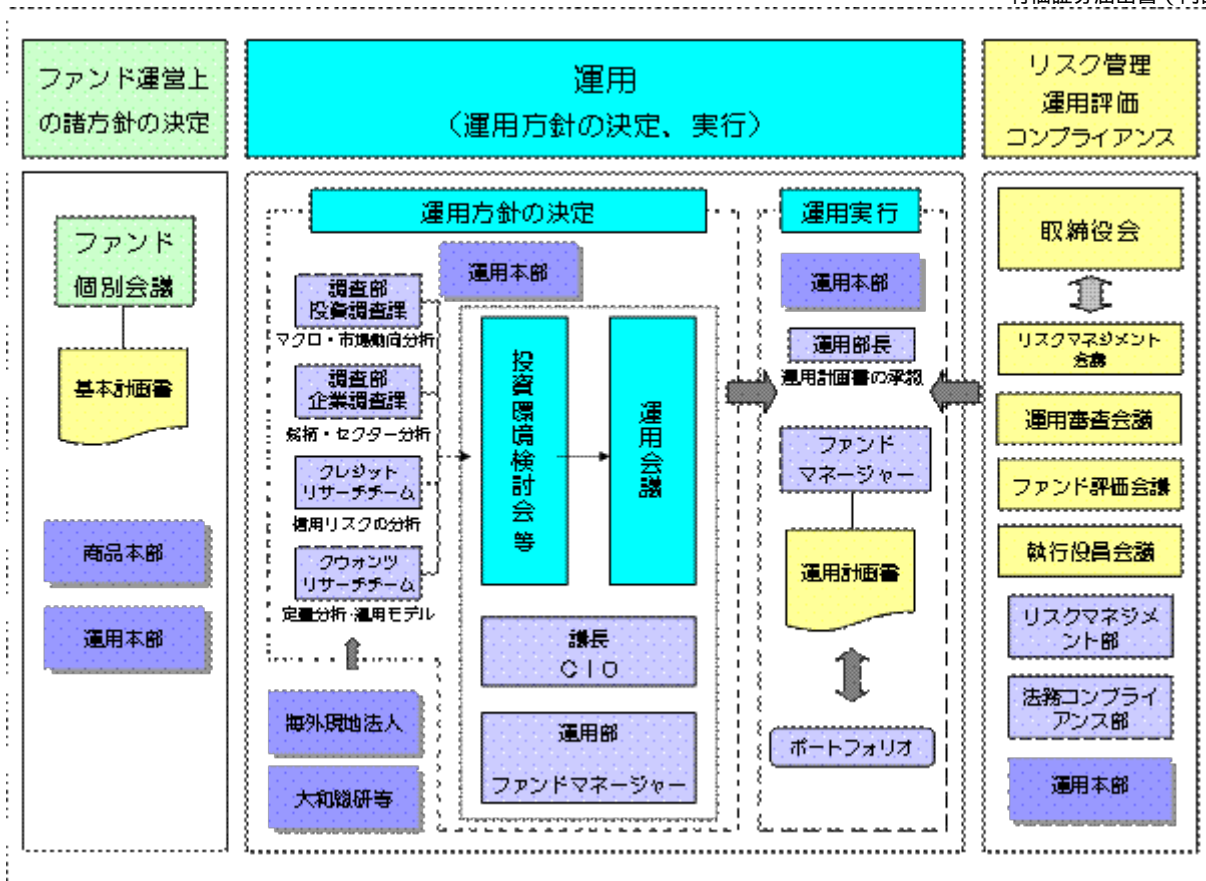 ファンド運営上
の諸方針の決定
運用
（運用方針の決定、実行）
リスク管理
運用評価
コンプライアンス
ファンド
個別会議
基本計画書
商品本部
運用本部
運用方針の決定
運用本部
調査部
投資調査課
マクロ・市場動向分析
調査部
企業調査課
銘柄・セクター分析
クレジット
リサーチチーム
信用リスクの分析
クウォンツ
リサーチチーム
定量分析・運用モデル
海外現地法人
大和総研等
投資環境検討会等
運用会議
議長
ＣＩＯ
運用部
ファンドマネージャー
運用実行
運用本部
運用部長
運用計画書の承認
ファンド
マネージャー
運用計画書
ポートフォリオ
取締役会
リスクマネジメント
会議
運用審査会議
ファンド評価会議
執行役員会議
リスクマネジメ
ント部
法務コンプライ
アンス部
運用本部